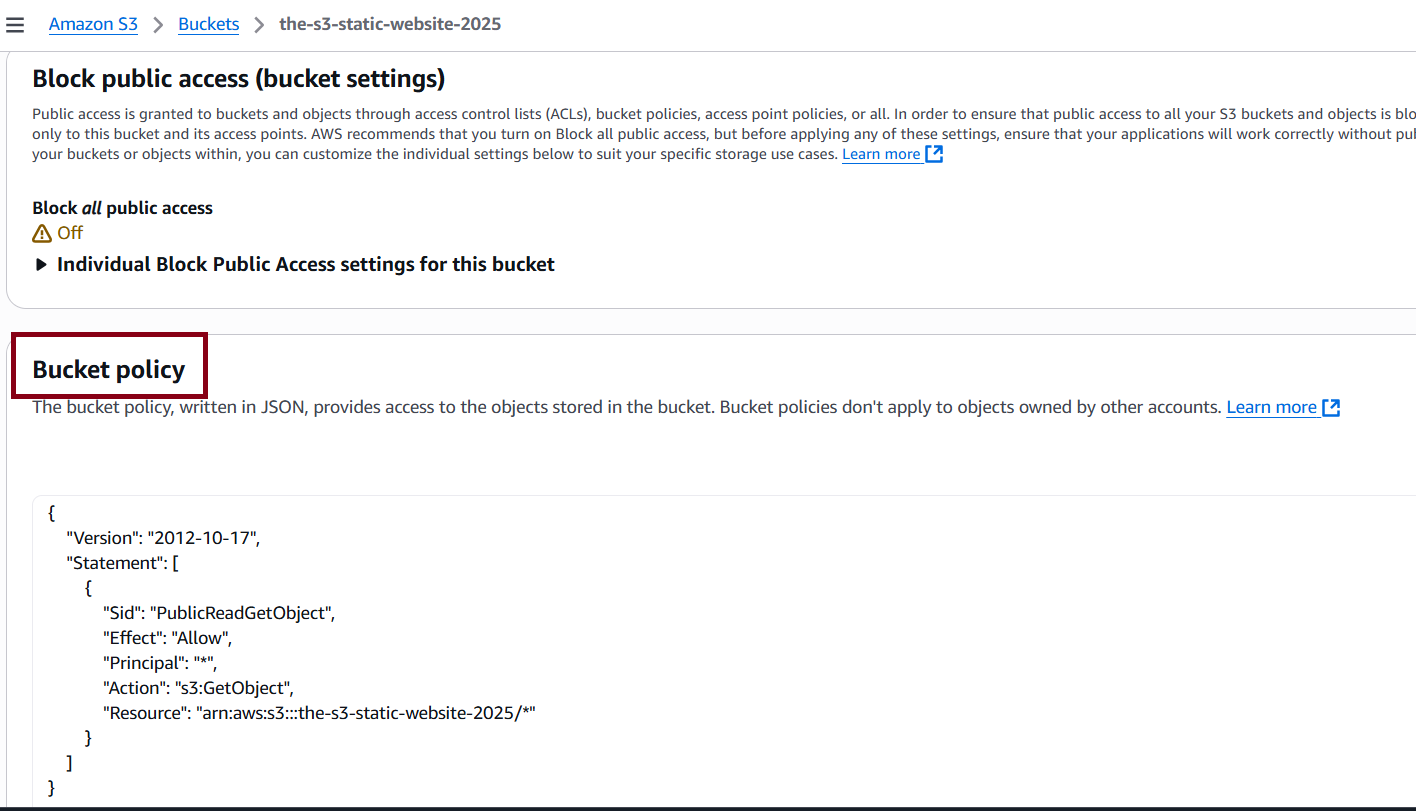 Amazon S3 > Buckets > the-s3-static-website-2025
Block public access (bucket settings)
Public access is granted to buckets and objects through access control lists (ACLs), bucket policies, access point policies, or all. In order to ensure that public access to all your S3 buckets and objects is blo
only to this bucket and its access points. AWS recommends that you turn on Block all public access, but before applying any of these settings, ensure that your applications will work correctly without pu
your buckets or objects within, you can customize the individual settings below to suit your specific storage use cases. Learn more
Block all public access
Off
Individual Block Public Access settings for this bucket
Bucket policy
The bucket policy, written in JSON, provides access to the objects stored in the bucket. Bucket policies don't apply to objects owned by other accounts. Learn more
{
"Version": "2012-10-17",
"Statement": [
{
"Sid": "PublicReadGetObject",
"Effect": "Allow",
"Principal": "*",
"Action": "s3:GetObject",
"Resource": "arn:aws:s3:::the-s3-static-website-2025/*"
}
]
}